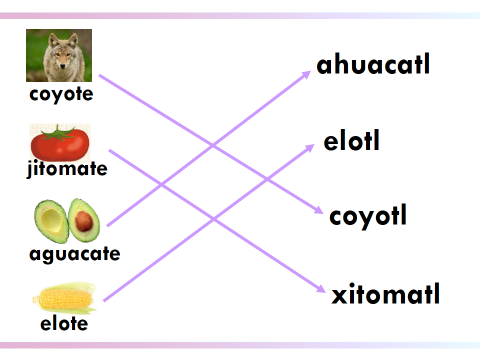 coyote
jitomate
aguacate
elote
ahuacatl
elotl
coyotl
xitomatl